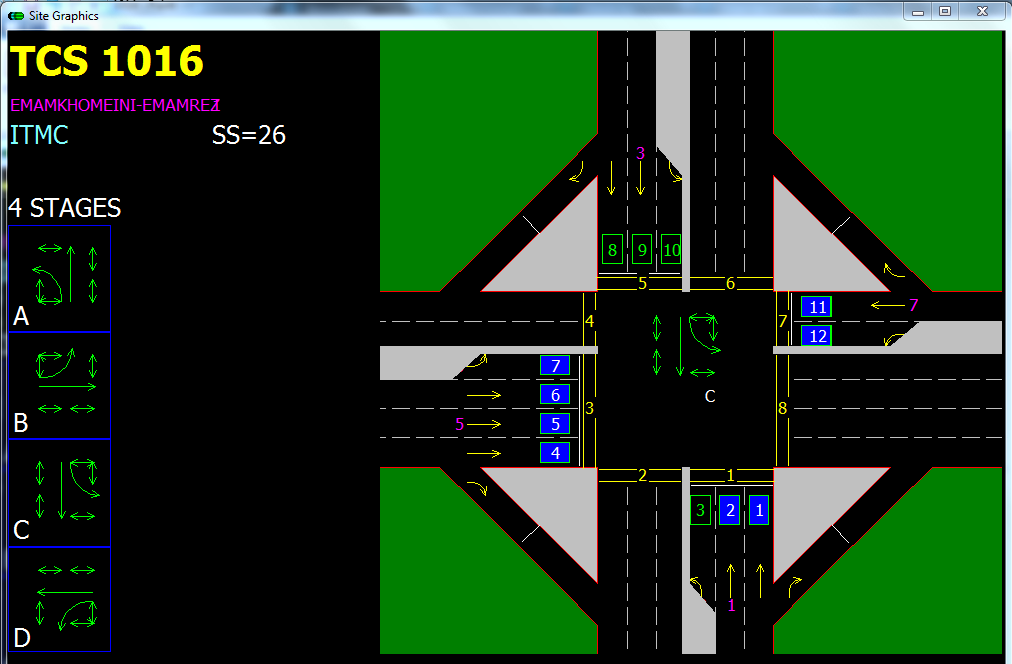 Site Graphics
TCS 1016
EMAMKHOMEINI-EMAMREZ
ITMC SS=26
4 STAGES
A
B
C
D
3
8 9 10
5 6
4
7
11
12
7
7
6
5
4
5
3
8
C
2 1
3 2 1
1